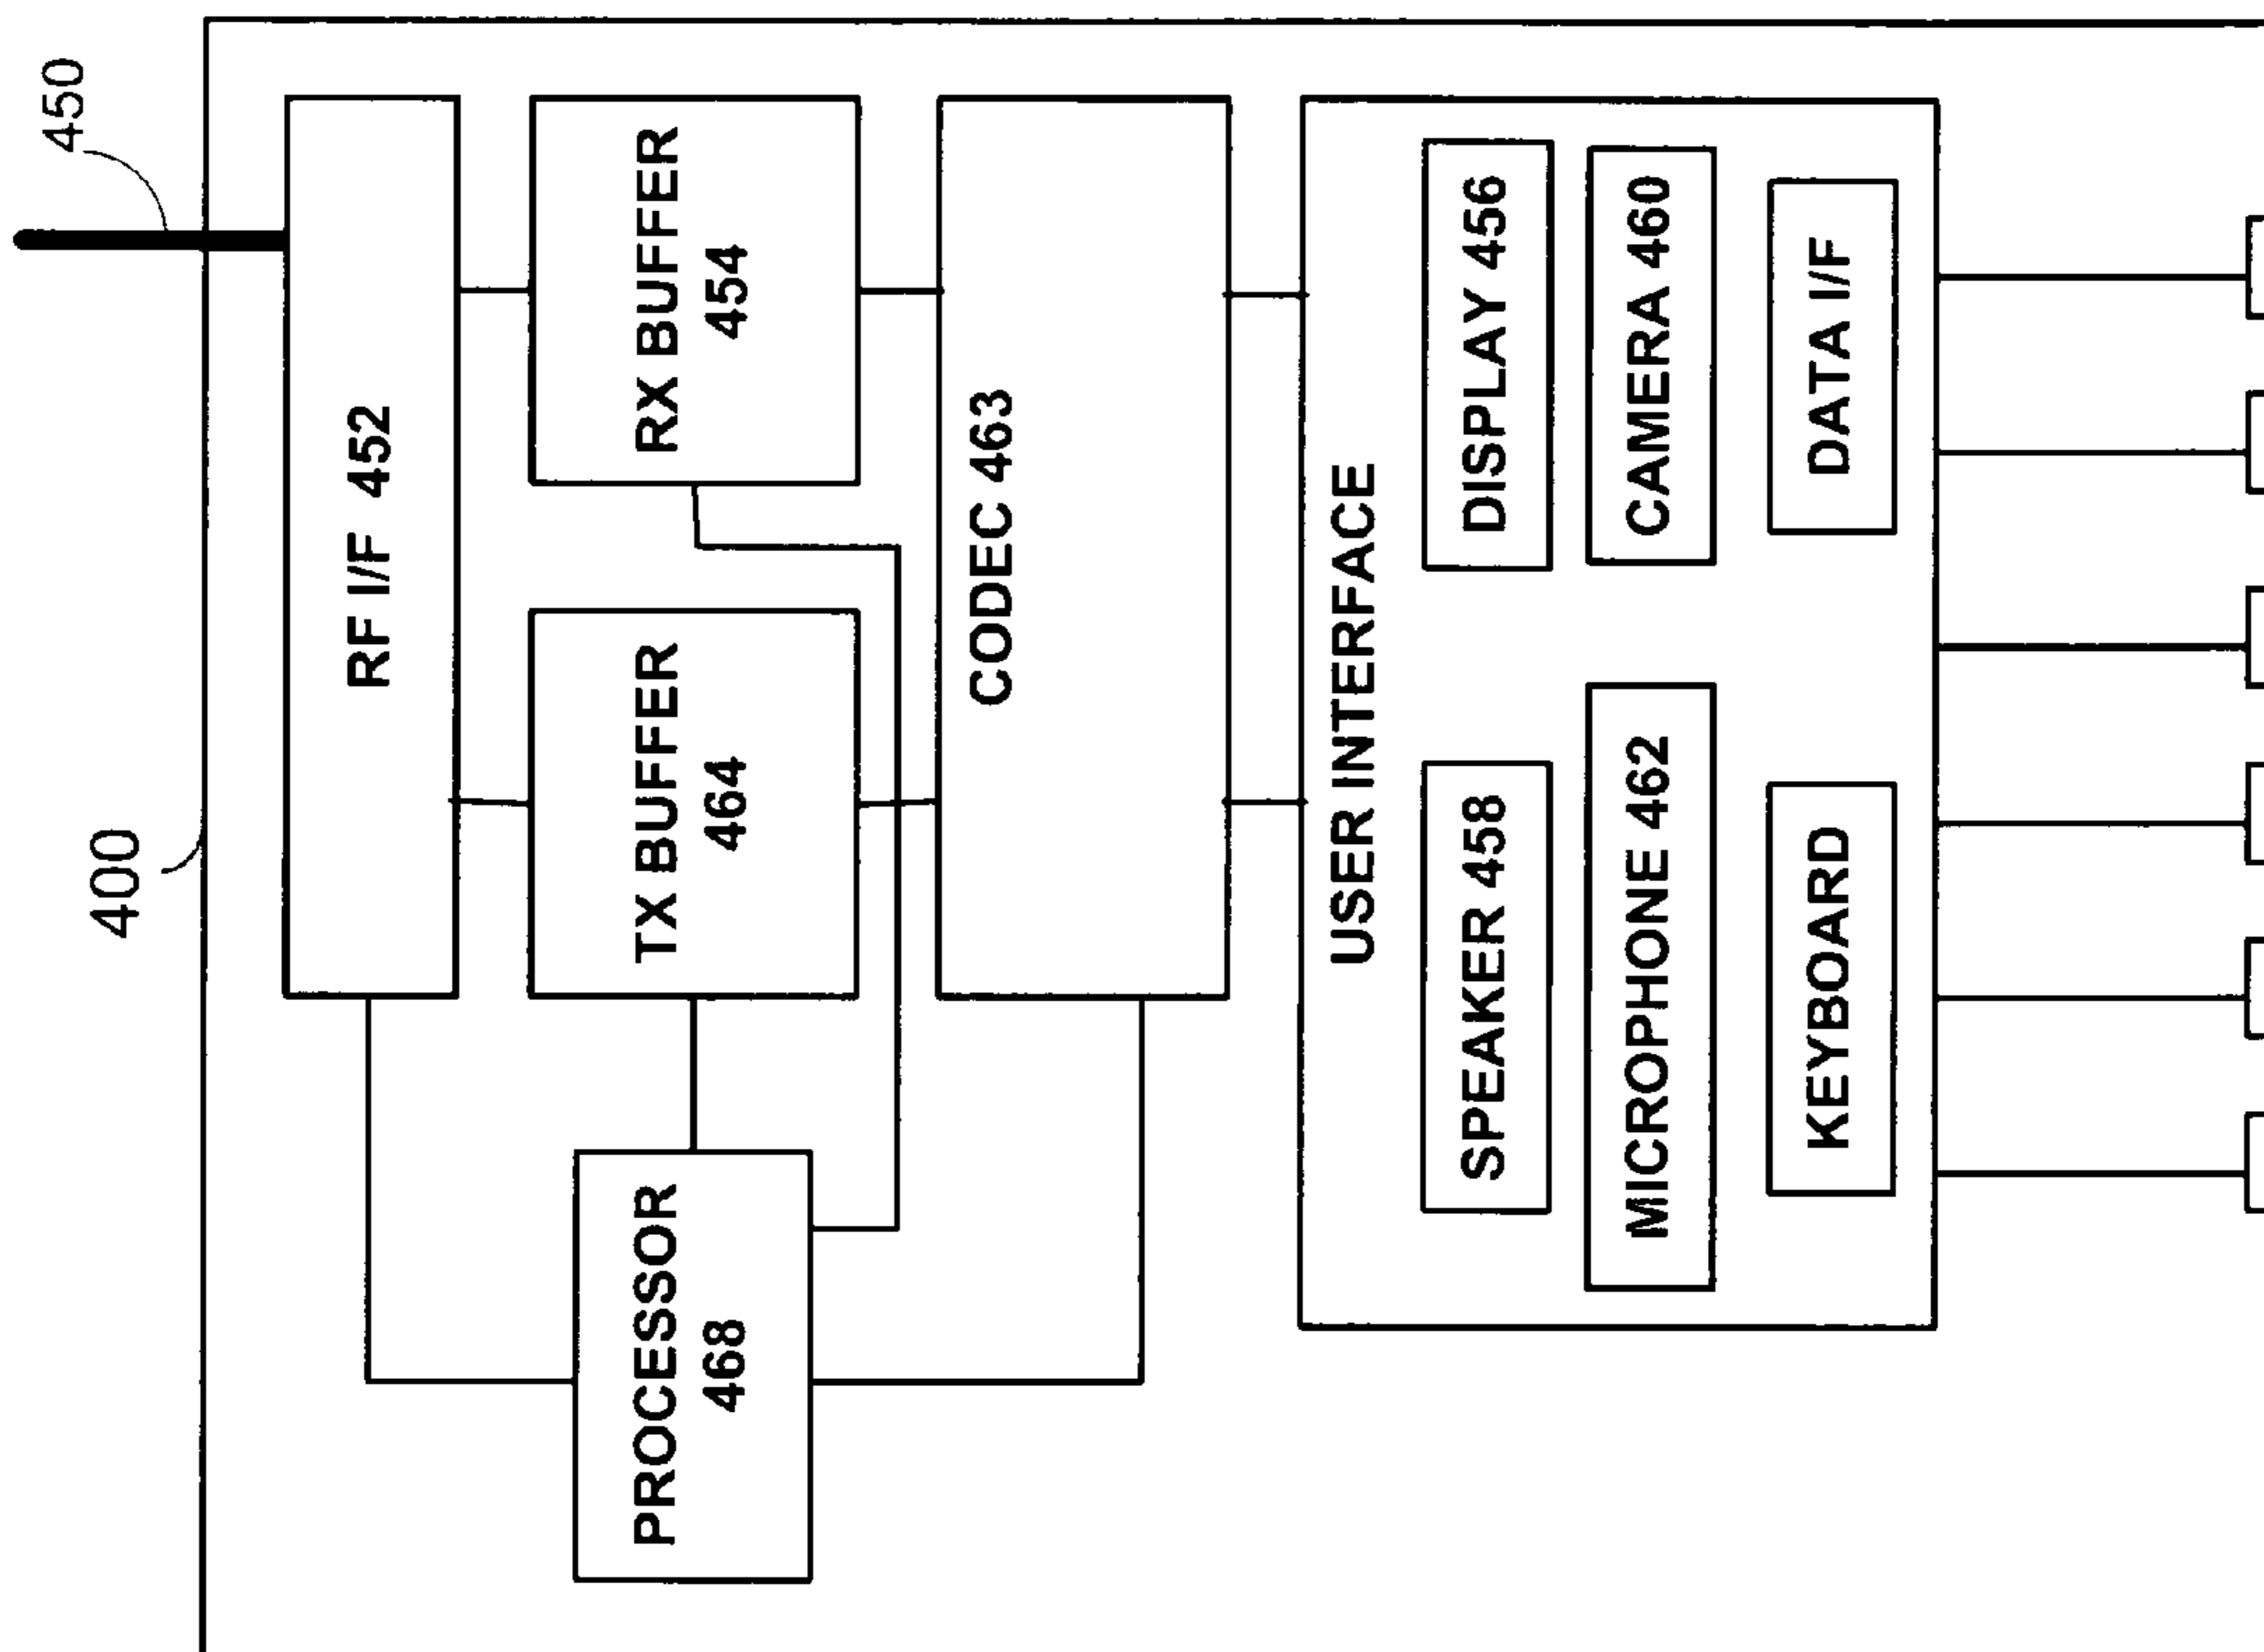 400
450
RF I/F 452
TX BUFFER
464
RX BUFFER
454
PROCESSOR
468
CODEC 463
USER INTERFACE
SPEAKER 458
DISPLAY 456
MICROPHONE 462
CAMERA 460
KEYBOARD
DATA I/F